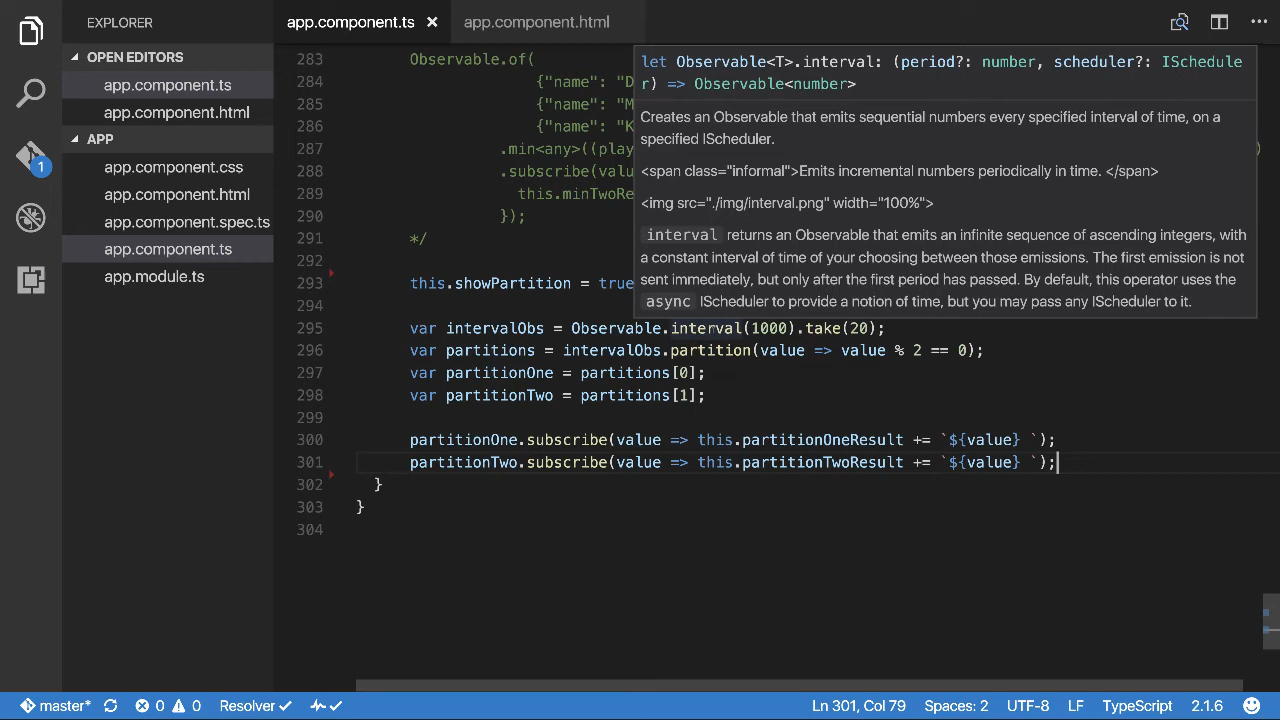 EXPLORER
OPEN EDITORS
app.component.ts
app.component.html
APP
app.component.css
app.component.html
app.component.spec.ts
app.component.ts
app.module.ts
1
app.component.ts
app.component.html
let Observable<T>.interval: (period?: number, scheduler?: ISchedule
r) => Observable<number>
Creates an Observable that emits sequential numbers every specified interval of time, on a
specified IScheduler.
<span class="informal">Emits incremental numbers periodically in time. </span>
<img src="./img/interval.png" width="100%">
interval returns an Observable that emits an infinite sequence of ascending integers, with
a constant interval of time of your choosing between those emissions. The first emission is not
sent immediately, but only after the first period has passed. By default, this operator uses the
async IScheduler to provide a notion of time, but you may pass any IScheduler to it.
283 Observable.of(
284 {"name": "D
285 {"name": "M
286 {"name": "K
287 .min<any>((play )
288 .subscribe(valu
289 this.minTwoRe
290 });
291 */
292
293 this.showPartition = true
294
295 var intervalObs = Observable.interval(1000).take(20);
296 var partitions = intervalObs.partition(value => value % 2 == 0);
297 var partitionOne = partitions[0];
298 var partitionTwo = partitions[1];
299
300 partitionOne.subscribe(value => this.partitionOneResult += `${value} `);
301 partitionTwo.subscribe(value => this.partitionTwoResult += `${value} `);
302 }
303 }
304
master* 0 0 Resolver Ln 301, Col 79 Spaces: 2 UTF-8 LF TypeScript 2.1.6